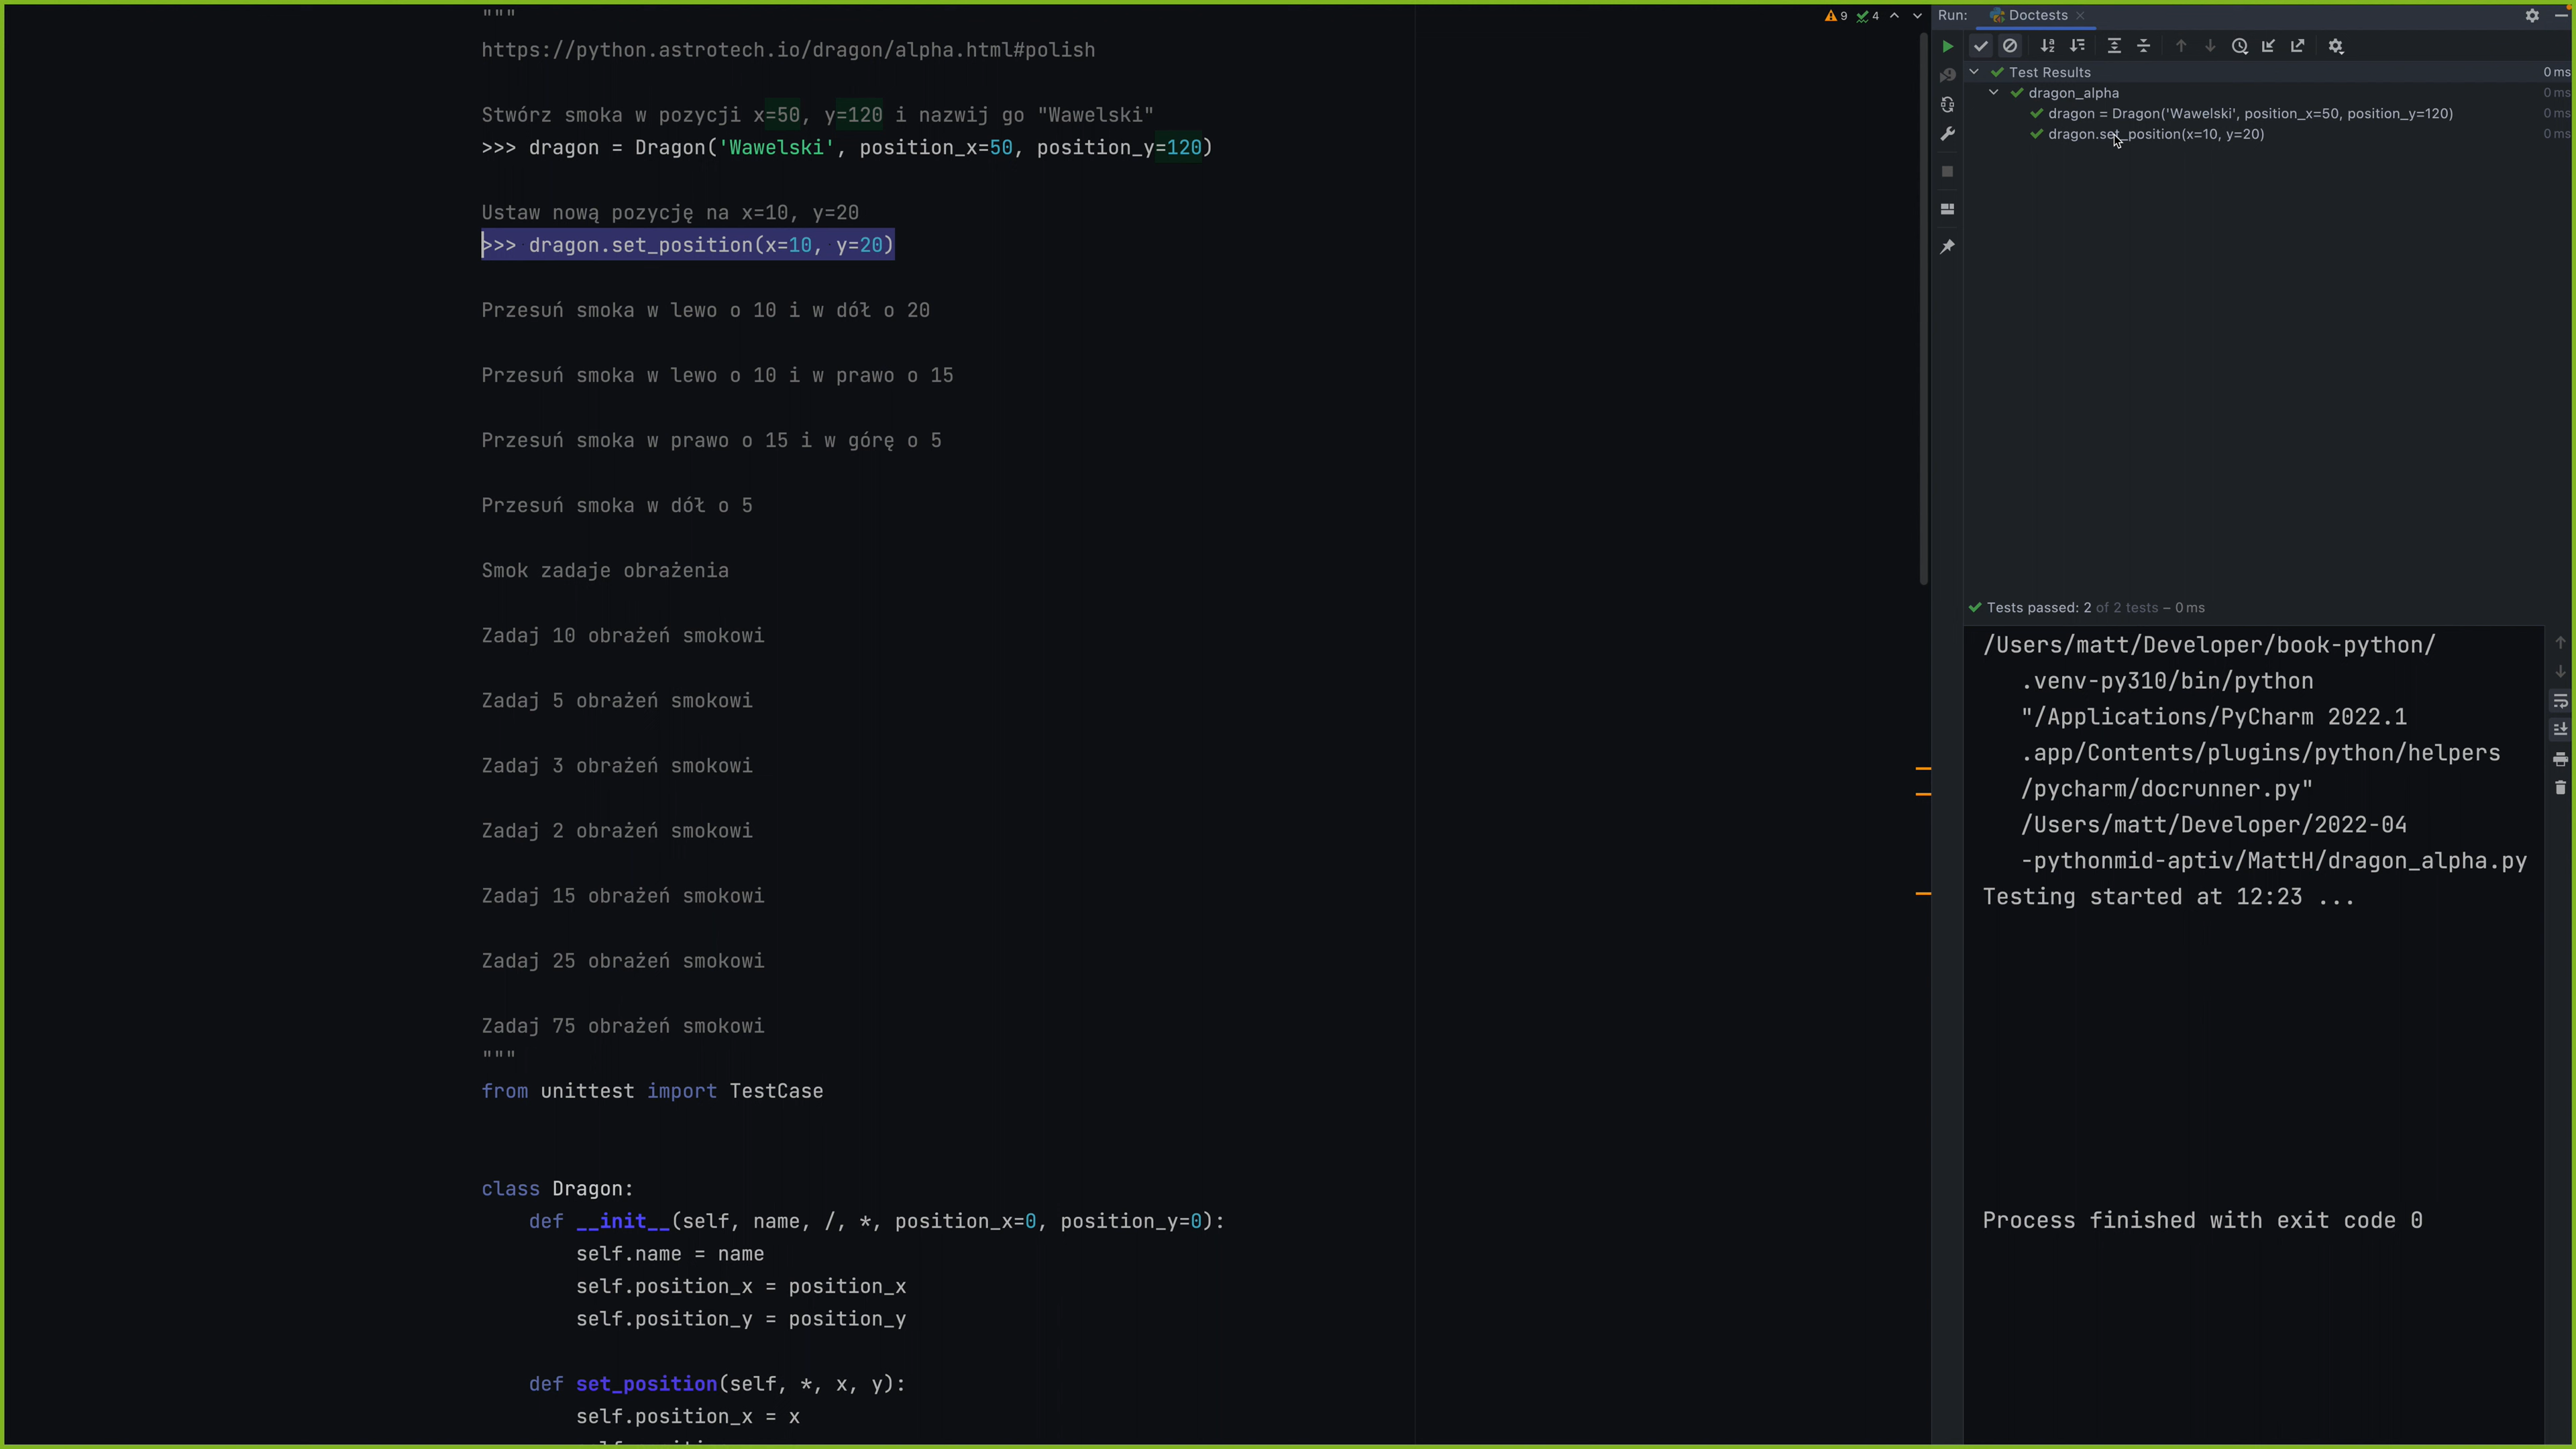 """
https://python.astrotech.io/dragon/alpha.html#polish
Stwórz smoka w pozycji x=50, y=120 i nazwij go "Wawelski"
>>> dragon = Dragon('Wawelski', position_x=50, position_y=120)
Ustaw nową pozycję na x=10, y=20
>>> dragon.set_position(x=10, y=20)
Przesuń smoka w lewo o 10 i w dół o 20
Przesuń smoka w lewo o 10 i w prawo o 15
Przesuń smoka w prawo o 15 i w górę o 5
Przesuń smoka w dół o 5
Smok zadaje obrażenia
Zadaj 10 obrażeń smokowi
Zadaj 5 obrażeń smokowi
Zadaj 3 obrażeń smokowi
Zadaj 2 obrażeń smokowi
Zadaj 15 obrażeń smokowi
Zadaj 25 obrażeń smokowi
Zadaj 75 obrażeń smokowi
"""
from unittest import TestCase
class Dragon:
def __init__(self, name, /, *, position_x=0, position_y=0):
self.name = name
self.position_x = position_x
self.position_y = position_y
def set_position(self, *, x, y):
self.position_x = x
9 4
Run: Doctests
Test Results 0 ms
dragon_alpha 0 ms
dragon = Dragon('Wawelski', position_x=50, position_y=120) 0 ms
dragon.set_position(x=10, y=20) 0 ms
Tests passed: 2 of 2 tests – 0 ms
/Users/matt/Developer/book-python/
.venv-py310/bin/python
"/Applications/PyCharm 2022.1
.app/Contents/plugins/python/helpers
/pycharm/docrunner.py"
/Users/matt/Developer/2022-04
-pythonmid-aptiv/MattH/dragon_alpha.py
Testing started at 12:23 ...
Process finished with exit code 0